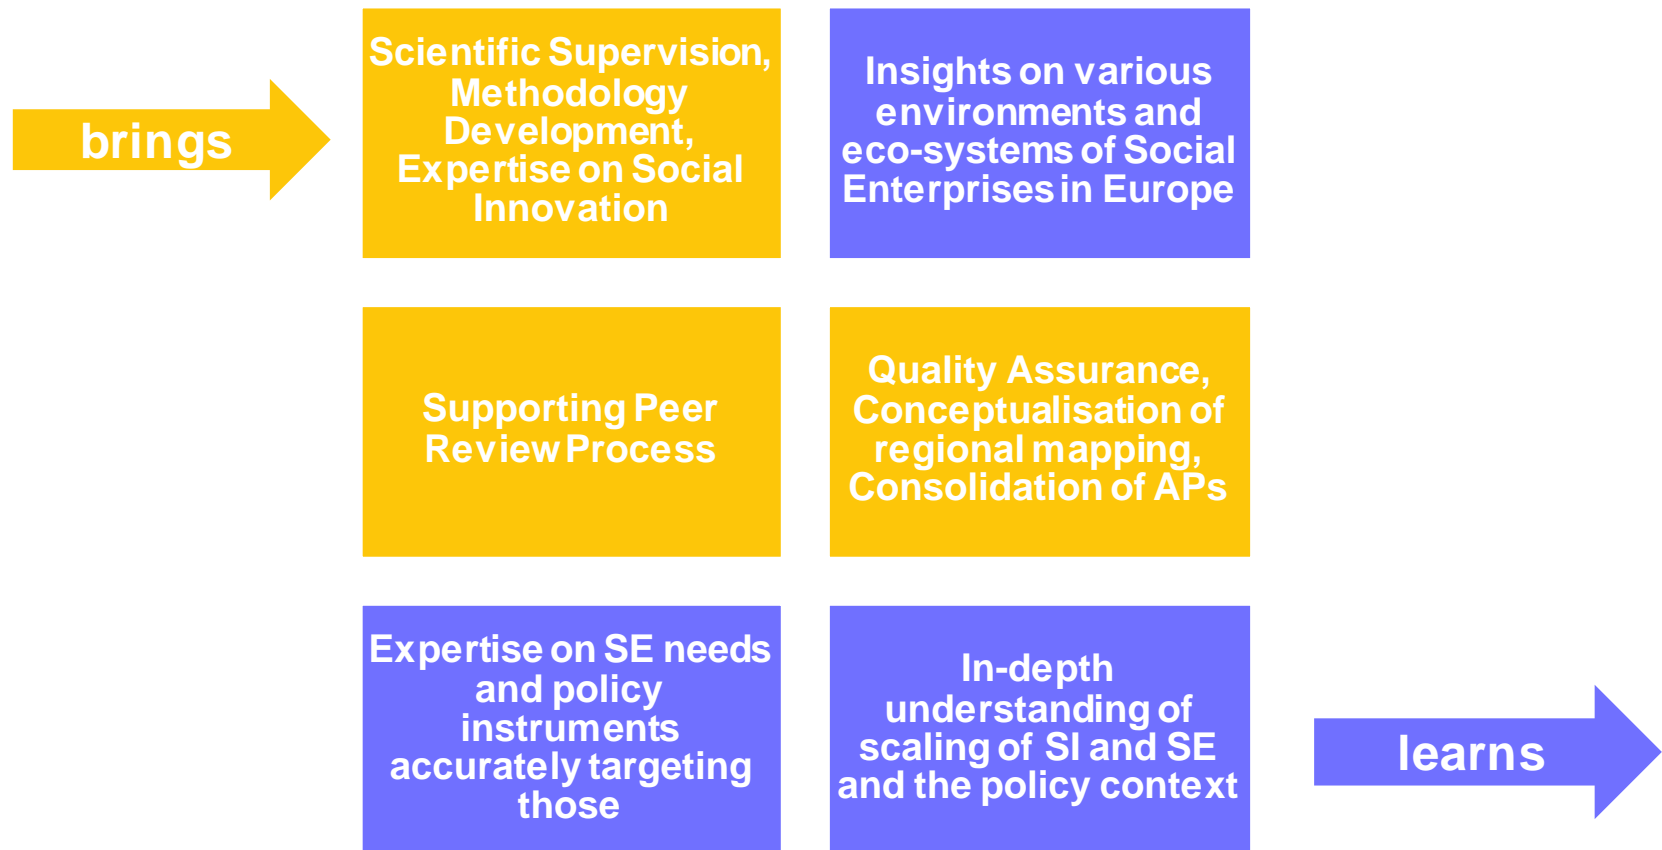 brings
Scientific Supervision,
Methodology
Development,
Expertise on Social
Innovation
Insights on various
environments and
eco-systems of Social
Enterprises in Europe
Supporting Peer
Review Process
Quality Assurance,
Conceptualisation of
regional mapping,
Consolidation of APs
Expertise on SE needs
and policy
instruments
accurately targeting
those
In-depth
understanding of
scaling of SI and SE
and the policy context
learns